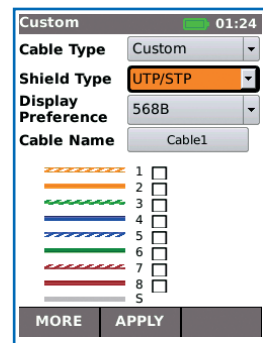 Custom 01:24
Cable Type Custom
Shield Type UTP/STP
Display Preference 568B
Cable Name Cable1
1
2
3
4
5
6
7
8
S
MORE APPLY